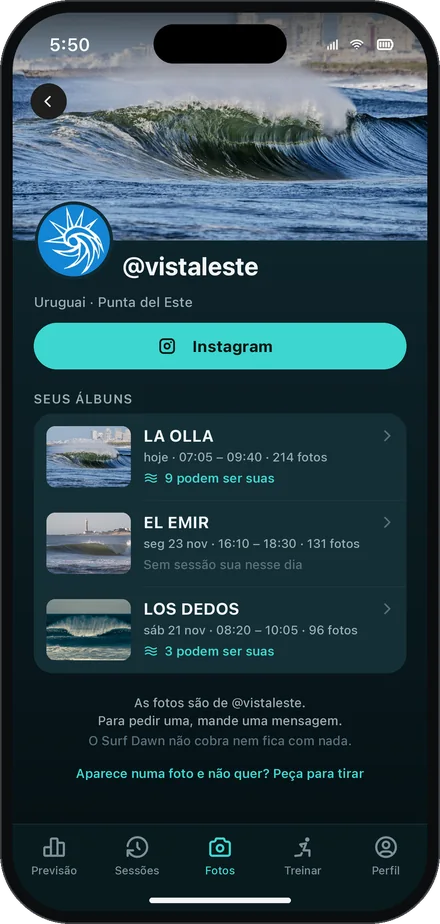 5:50
@vistaleste
Uruguai · Punta del Este
Instagram
SEUS ÁLBUNS
LA OLLA
hoje · 07:05 – 09:40 · 214 fotos
9 podem ser suas
EL EMIR
seg 23 nov · 16:10 – 18:30 · 131 fotos
Sem sessão sua nesse dia
LOS DEDOS
sáb 21 nov · 08:20 – 10:05 · 96 fotos
3 podem ser suas
As fotos são de @vistaleste.
Para pedir uma, mande uma mensagem.
O Surf Dawn não cobra nem fica com nada.
Aparece numa foto e não quer? Peça para tirar
Previsão Sessões Fotos Treinar Perfil